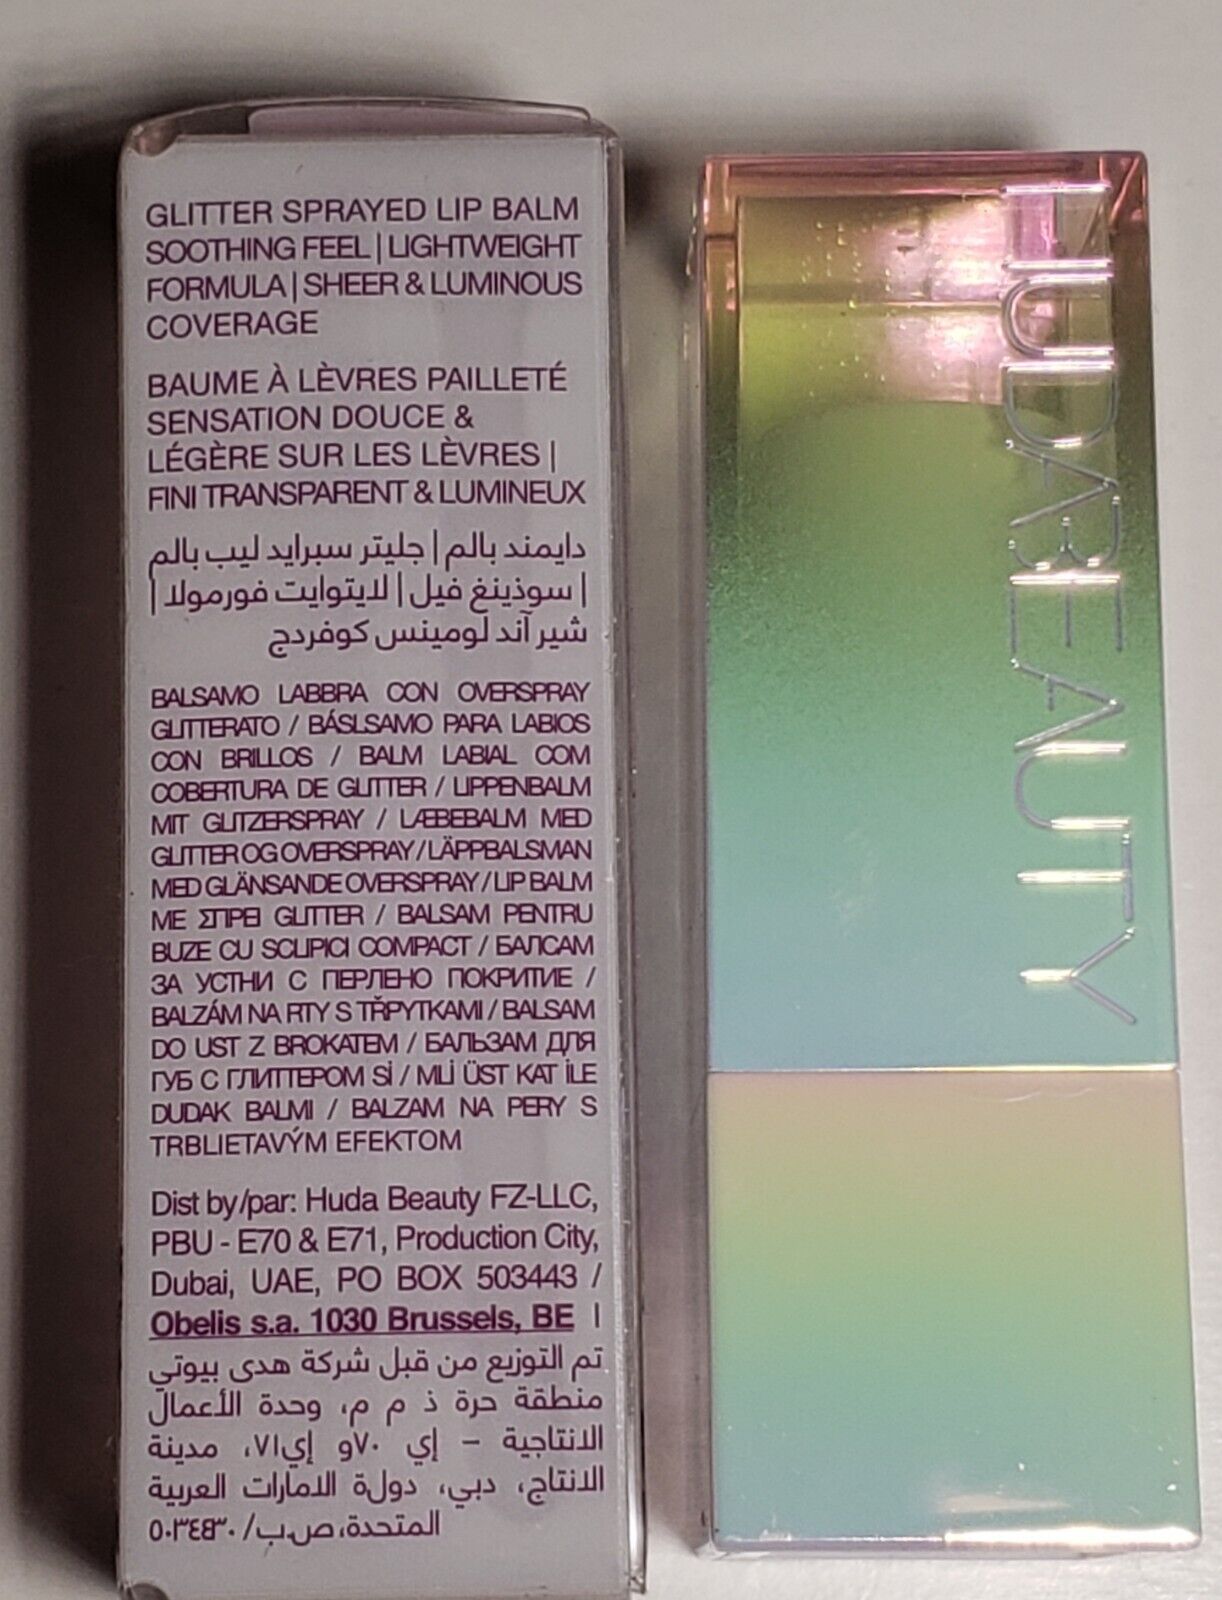 GLITTER SPRAYED LIP BALM
SOOTHING FEEL | LIGHTWEIGHT
FORMULA | SHEER & LUMINOUS
COVERAGE
BAUME À LÈVRES PAILLETÉ
SENSATION DOUCE &
LÉGÈRE SUR LES LÈVRES |
FINI TRANSPARENT & LUMINEUX
دايمند بالم | جليتر سبرايد ليب بالم
| سوذينغ فيل | لايتوايت فورمولا |
شير آند لومينس كوفردج
BALSAMO LABBRA CON OVERSPRAY
GLITTERATO / BÁSLSAMO PARA LABIOS
CON BRILLOS / BALM LABIAL COM
COBERTURA DE GLITTER / LIPPENBALM
MIT GLITZERSPRAY / LÆBEBALM MED
GLITTER OG OVERSPRAY / LÄPPBALSMAN
MED GLÄNSANDE OVERSPRAY / LIP BALM
ΜΕ ΣΠΡΕΙ GLITTER / BALSAM PENTRU
BUZE CU SCLIPICI COMPACT / БАЛСАМ
ЗА УСТНИ С ПЕРЛЕНО ПОКРИТИЕ /
BALZÁM NA RTY S TŘPYTKAMI / BALSAM
DO UST Z BROKATEM / БАЛЬЗАМ ДЛЯ
ГУБ С ГЛИТТЕРОМ Sİ / MLİ ÜST KAT İLE
DUDAK BALMI / BALZAM NA PERY S
TRBLIETAVÝM EFEKTOM
Dist by/par: Huda Beauty FZ-LLC,
PBU - E70 & E71, Production City,
Dubai, UAE, PO BOX 503443 /
Obelis s.a. 1030 Brussels, BE |
تم التوزيع من قبل شركة هدى بيوتي
منطقة حرة ذ م م، وحدة الأعمال
الانتاجية – إي ٧٠و إي٧١، مدينة
الانتاج، دبي، دولة الامارات العربية
المتحدة، ص.ب/
HUDABEAUTY